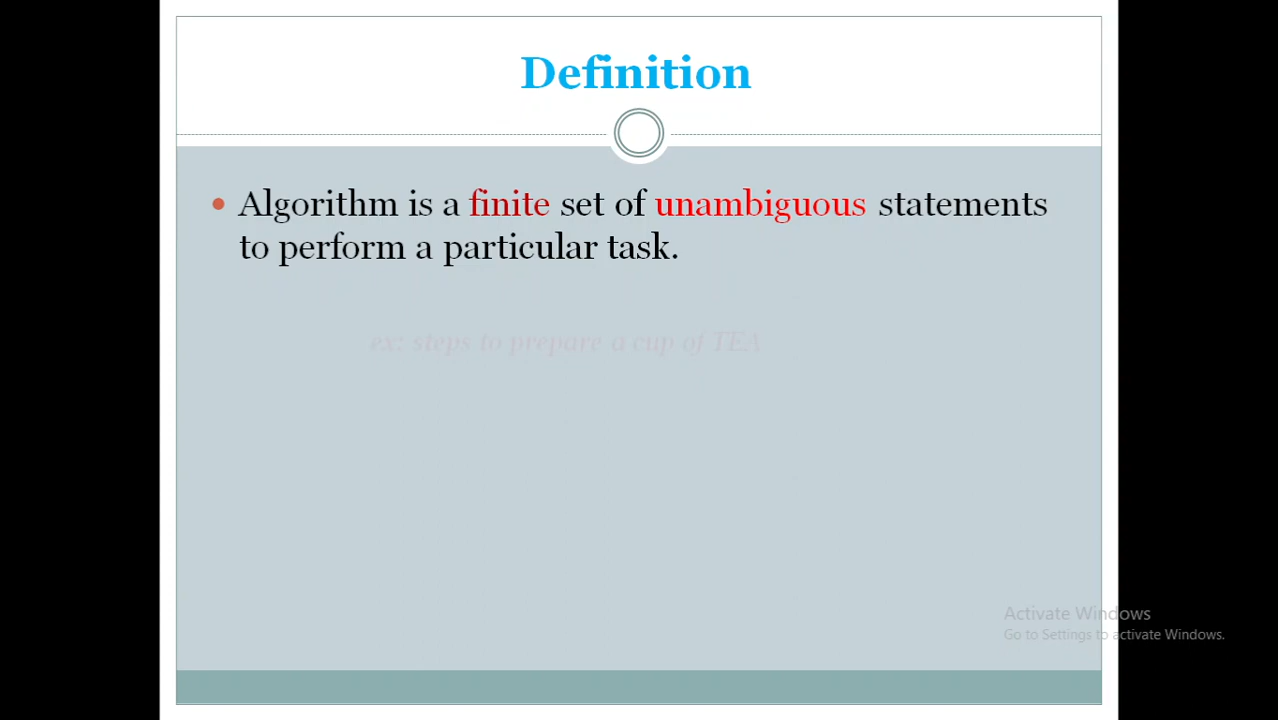 Definition
• Algorithm is a finite set of unambiguous statements
to perform a particular task.
ex: steps to prepare a cup of TEA
Activate Windows
Go to Settings to activate Windows.